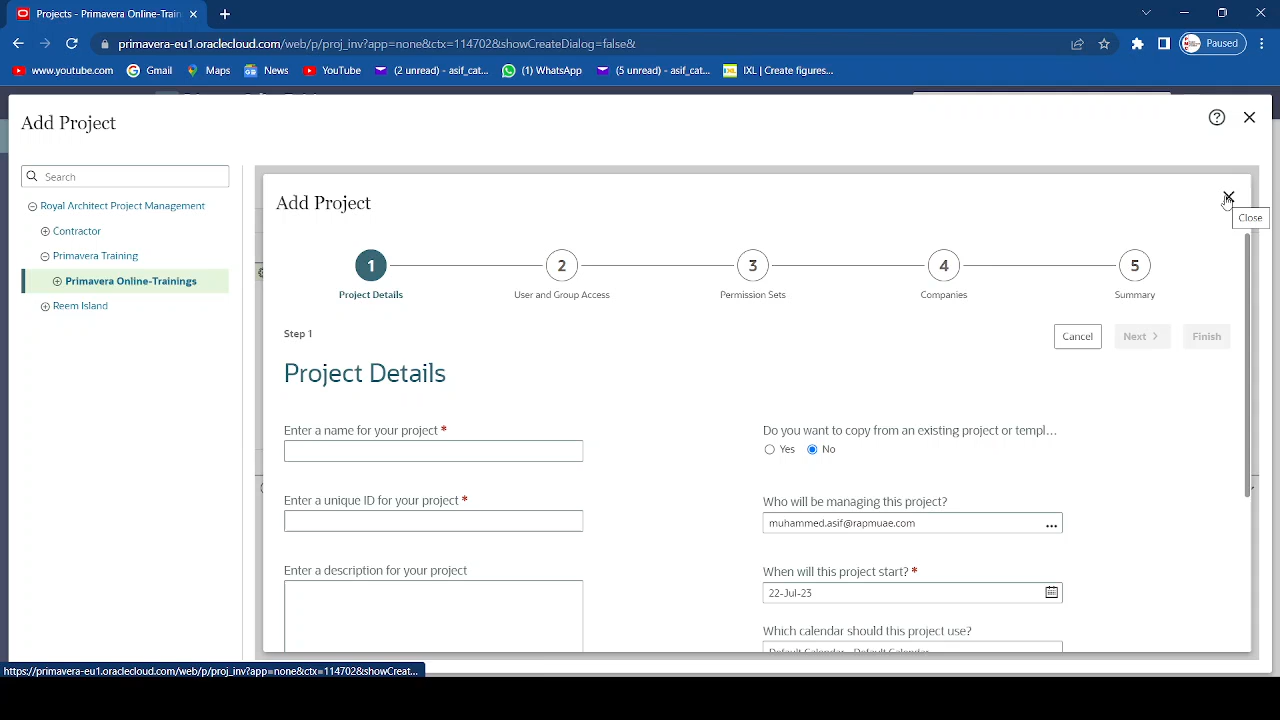 Projects - Primavera Online-Train
primavera-eu1.oraclecloud.com/web/p/proj_inv?app=none&ctx=114702&showCreateDialog=false&
Paused
www.youtube.com Gmail Maps News YouTube (2 unread) - asif_cat... (1) WhatsApp (5 unread) - asif_cat... IXL | Create figures...
Add Project
Search
Royal Architect Project Management
Contractor
Primavera Training
Primavera Online-Trainings
Reem Island
Add Project
Close
1 2 3 4 5
Project Details User and Group Access Permission Sets Companies Summary
Step 1
Cancel Next Finish
Project Details
Enter a name for your project *
Do you want to copy from an existing project or templ...
Yes No
Enter a unique ID for your project *
Who will be managing this project?
muhammed.asif@rapmuae.com ...
Enter a description for your project
When will this project start? *
22-Jul-23
Which calendar should this project use?
Default Calendar - Default Calendar
https://primavera-eu1.oraclecloud.com/web/p/proj_inv?app=none&ctx=114702&showCreat...